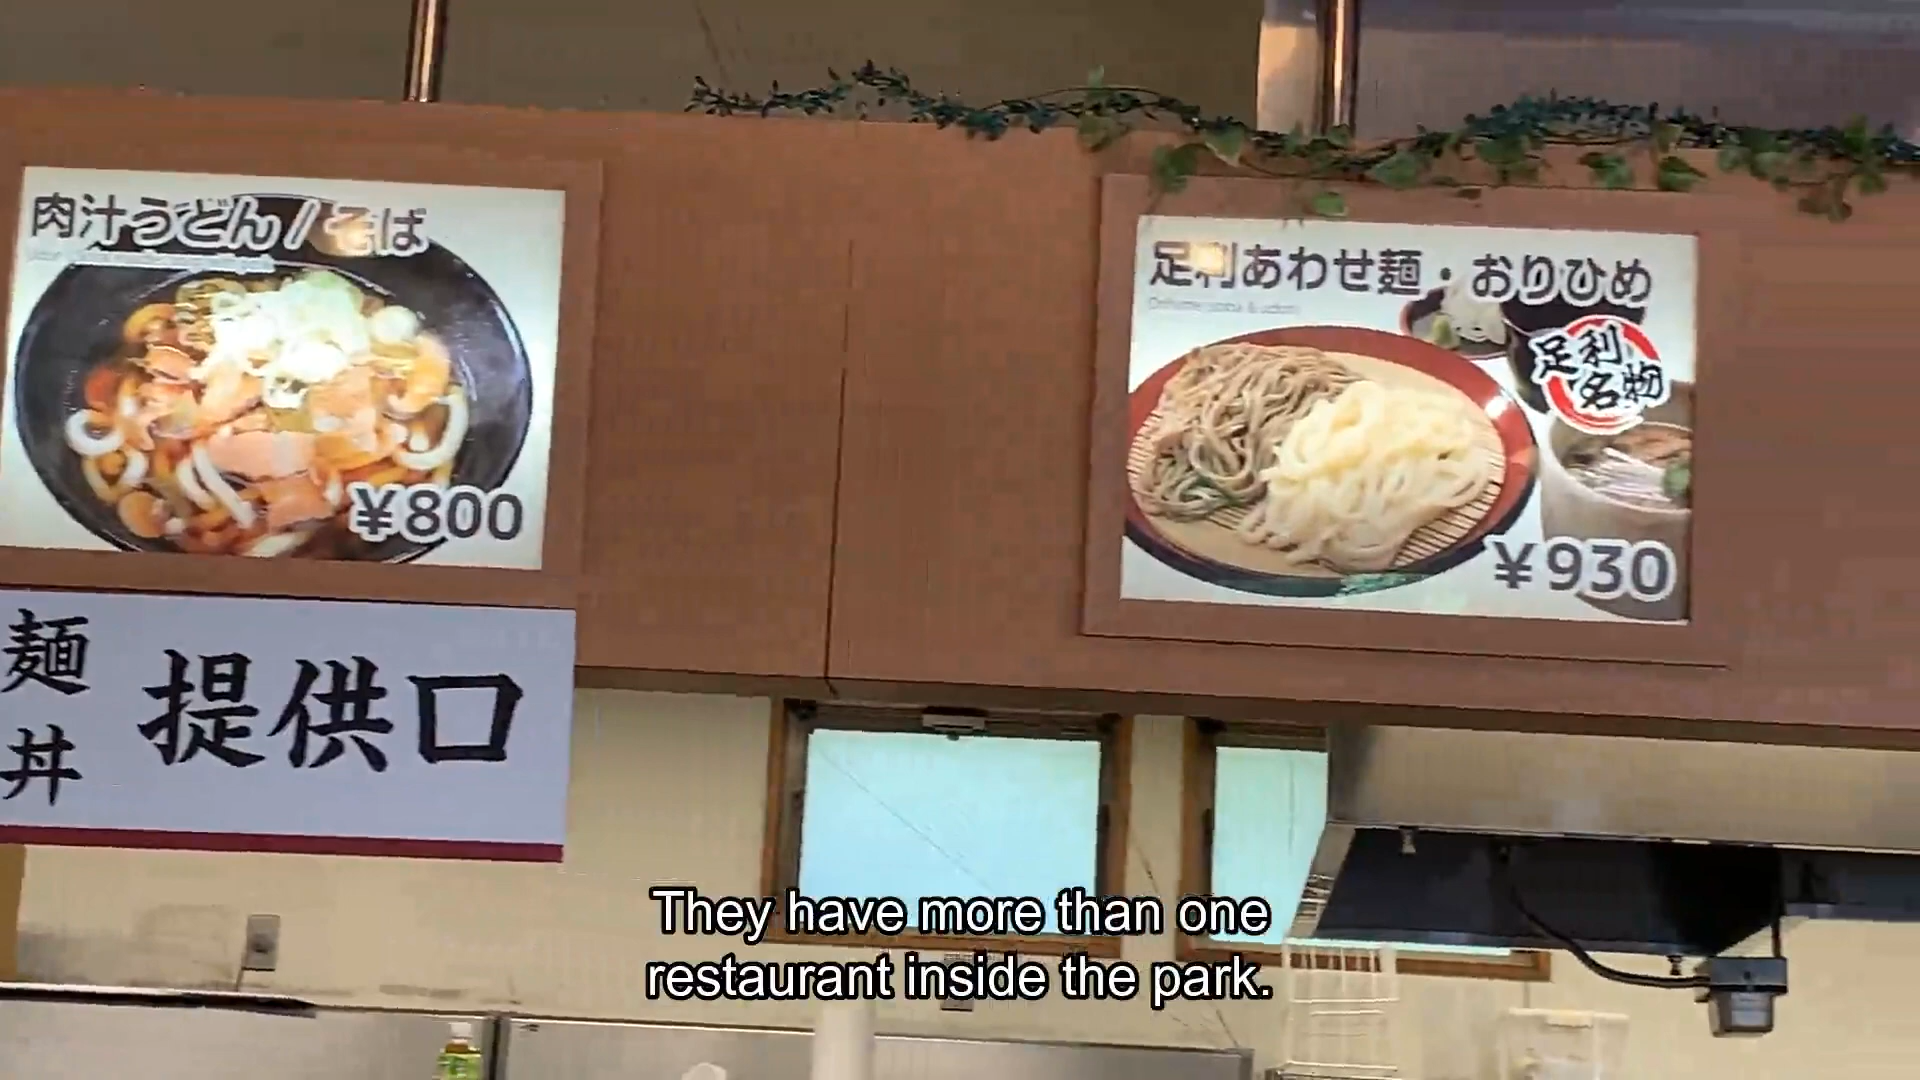 肉汁うどん / そば
¥800
足利あわせ麺・おりひめ
足利
名物
¥930
麺
丼
提供口
They have more than one
restaurant inside the park.